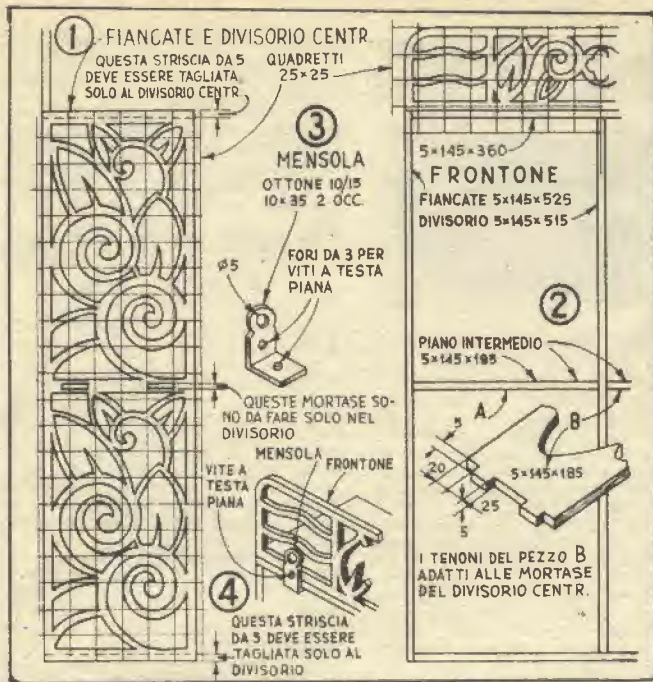 1 FIANCATE E DIVISORIO CENTR
QUESTA STRISCIA DA 5
DEVE ESSERE TAGLIATA
SOLO AL DIVISORIO CENTR.
QUADRETTI
25×25
3
MENSOLA
OTTONE 10/15
10×35 2 OCC.
FORI DA 3 PER
VITI A TESTA
PIANA
Ø5
QUESTE MORTASE SO-
NO DA FARE SOLO NEL
DIVISORIO
MENSOLA
FRONTONE
VITE A
TESTA
PIANA
4
QUESTA STRISCIA
DA 5 DEVE ESSERE
TAGLIATA SOLO AL
DIVISORIO
5×145×360
FRONTONE
FIANCATE 5×145×525
DIVISORIO 5×145×515
2
PIANO INTERMEDIO
5×145×185
A
B
5
20
5×145×185
25
5
I TENONI DEL PEZZO B
ADATTI ALLE MORTASE
DEL DIVISORIO CENTR.